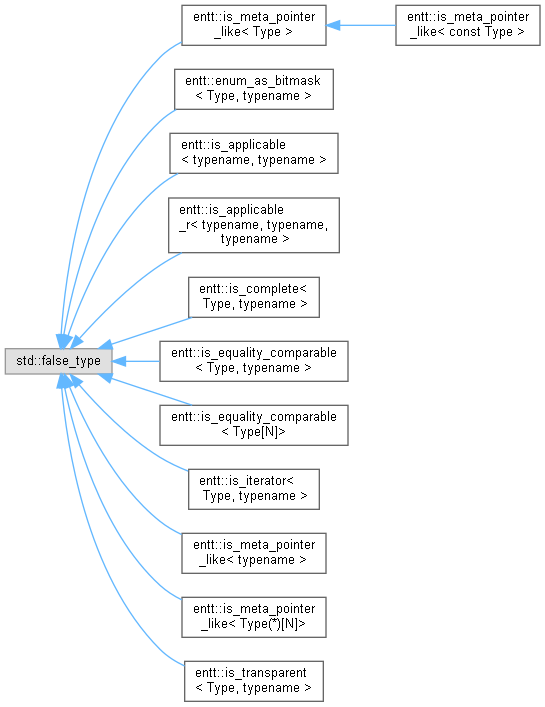 entt::is_meta_pointer
_like< Type >
entt::is_meta_pointer
_like< const Type >
entt::enum_as_bitmask
< Type, typename >
entt::is_applicable
< typename, typename >
entt::is_applicable
_r< typename, typename,
typename >
entt::is_complete<
Type, typename >
std::false_type
entt::is_equality_comparable
< Type, typename >
entt::is_equality_comparable
< Type[N]>
entt::is_iterator<
Type, typename >
entt::is_meta_pointer
_like< typename >
entt::is_meta_pointer
_like< Type(*)[N]>
entt::is_transparent
< Type, typename >